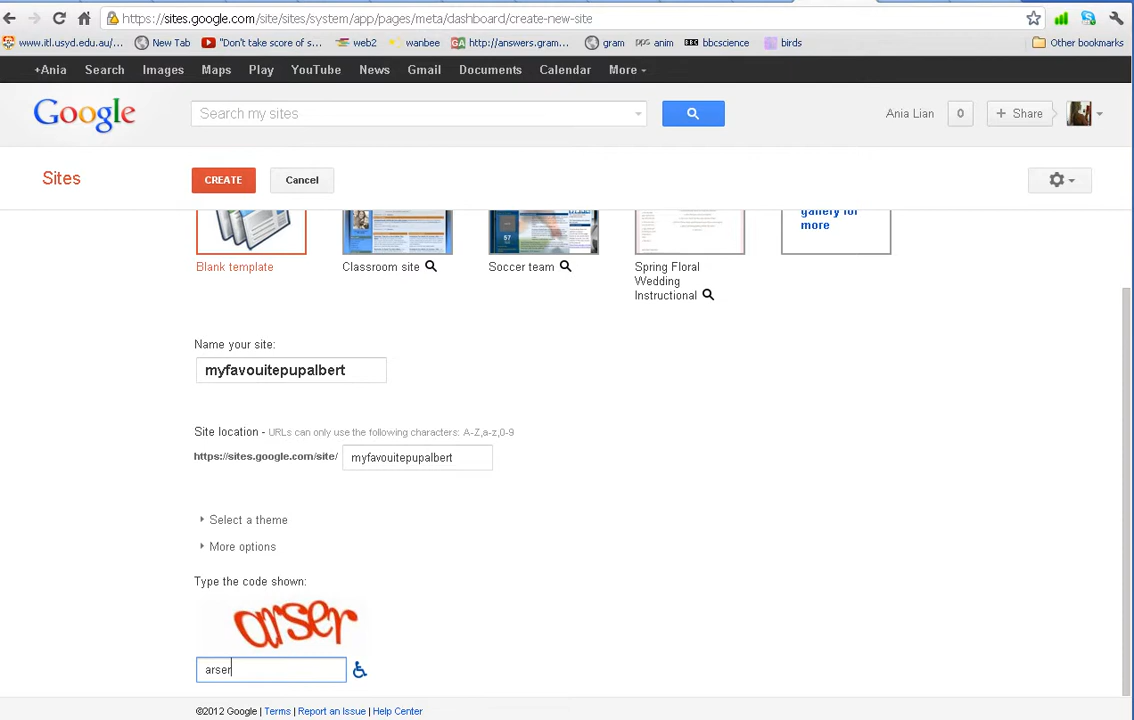 https://sites.google.com/site/sites/system/app/pages/meta/dashboard/create-new-site
www.itl.usyd.edu.au/... New Tab "Don't take score of s... web2 wanbee http://answers.gram... gram anim bbcscience birds Other bookmarks
+Ania Search Images Maps Play YouTube News Gmail Documents Calendar More
Google Search my sites Ania Lian 0 + Share
Sites CREATE Cancel
gallery for
more
Blank template Classroom site Soccer team Spring Floral
Wedding
Instructional
Name your site:
myfavouitepupalbert
Site location - URLs can only use the following characters: A-Z,a-z,0-9
https://sites.google.com/site/ myfavouitepupalbert
Select a theme
More options
Type the code shown:
arser
arser
©2012 Google | Terms | Report an Issue | Help Center